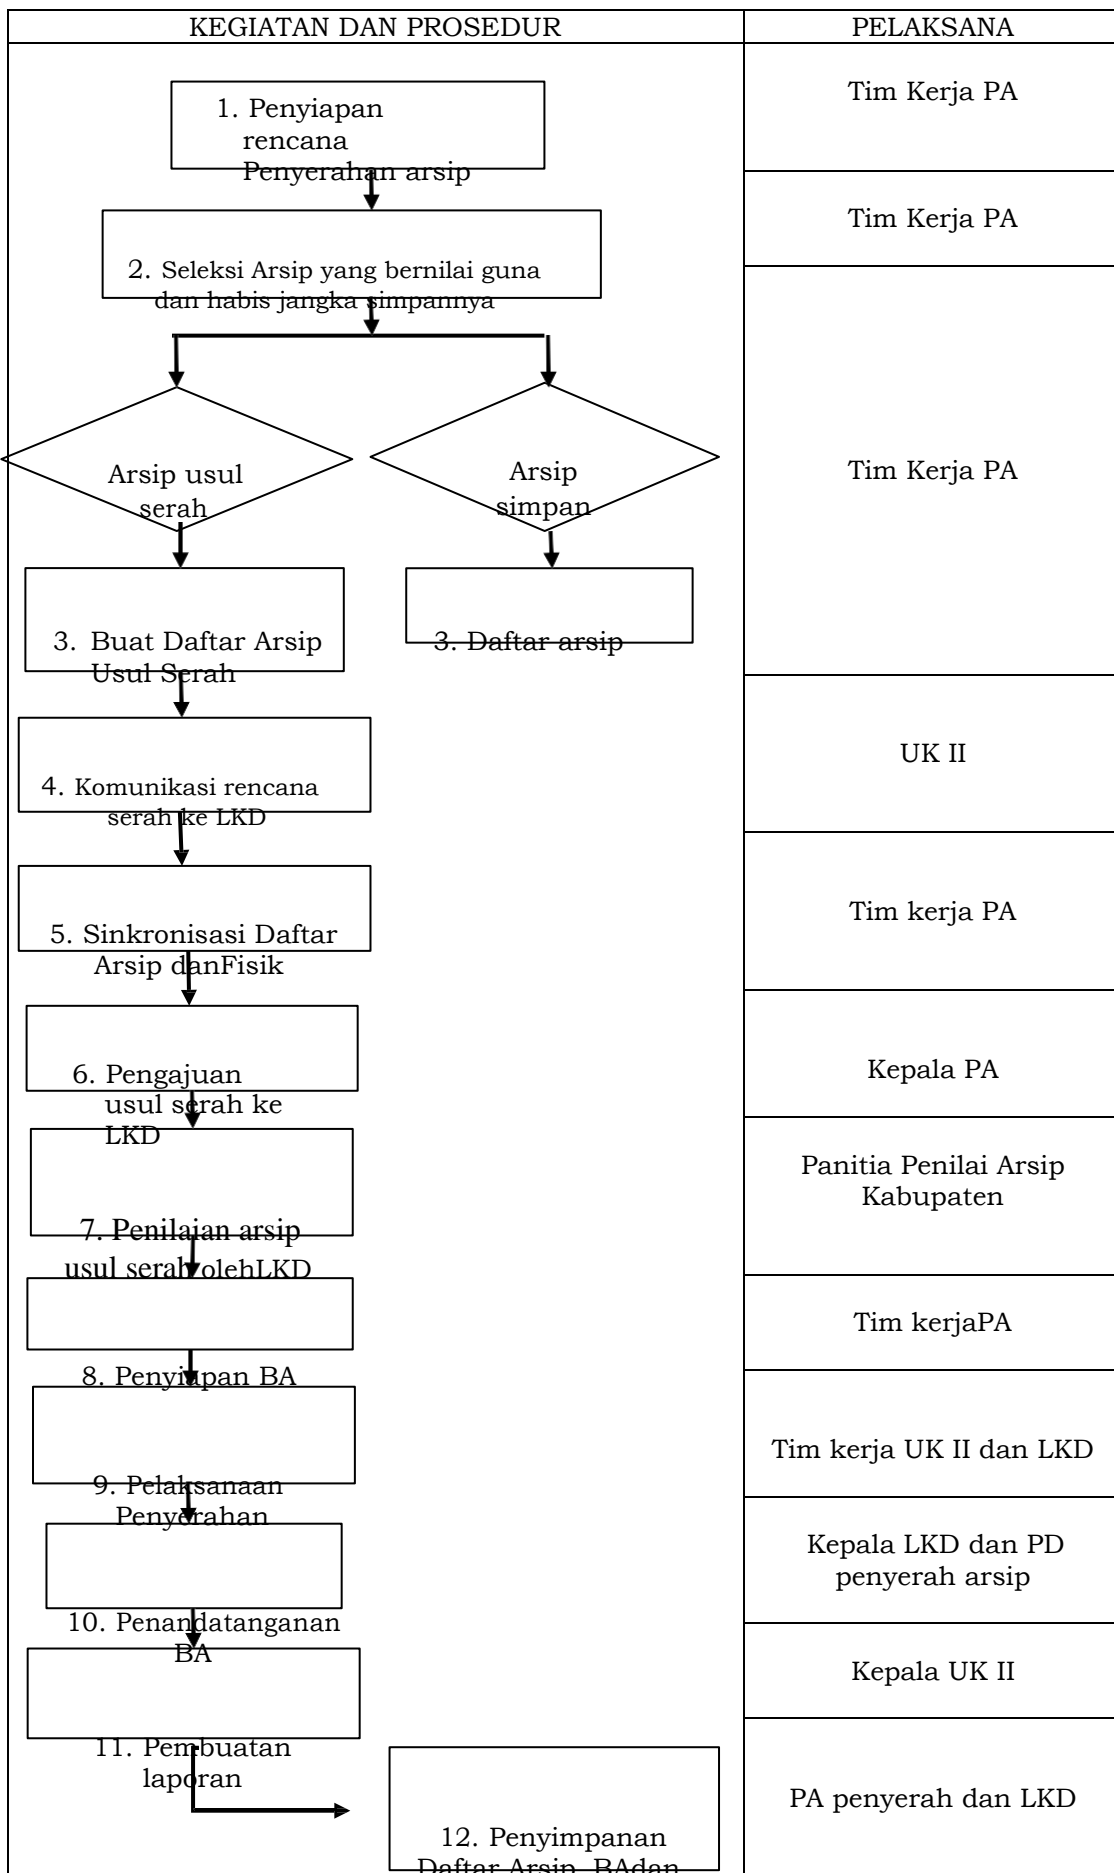 KEGIATAN DAN PROSEDUR
PELAKSANA
1. Penyiapan
rencana
Penyerahan arsip
Tim Kerja PA
2. Seleksi Arsip yang bernilai guna
dan habis jangka simpannya
Tim Kerja PA
Arsip usul
serah
Arsip
simpan
Tim Kerja PA
3. Buat Daftar Arsip
Usul Serah
3. Daftar arsip
4. Komunikasi rencana
serah ke LKD
UK II
5. Sinkronisasi Daftar
Arsip danFisik
Tim kerja PA
6. Pengajuan
usul serah ke
LKD
Kepala PA
7. Penilaian arsip
usul serah olehLKD
Panitia Penilai Arsip
Kabupaten
8. Penyiapan BA
Tim kerjaPA
9. Pelaksanaan
Penyerahan
Tim kerja UK II dan LKD
10. Penandatanganan
BA
Kepala LKD dan PD
penyerah arsip
11. Pembuatan
laporan
Kepala UK II
12. Penyimpanan
Daftar Arsip, BAdan
PA penyerah dan LKD